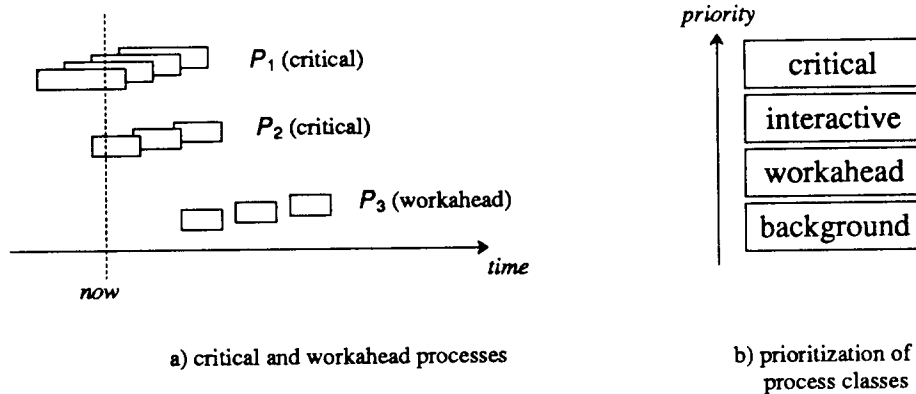 P1 (critical)
P2 (critical)
P3 (workahead)
time
now
a) critical and workahead processes
priority
critical
interactive
workahead
background
b) prioritization of
process classes